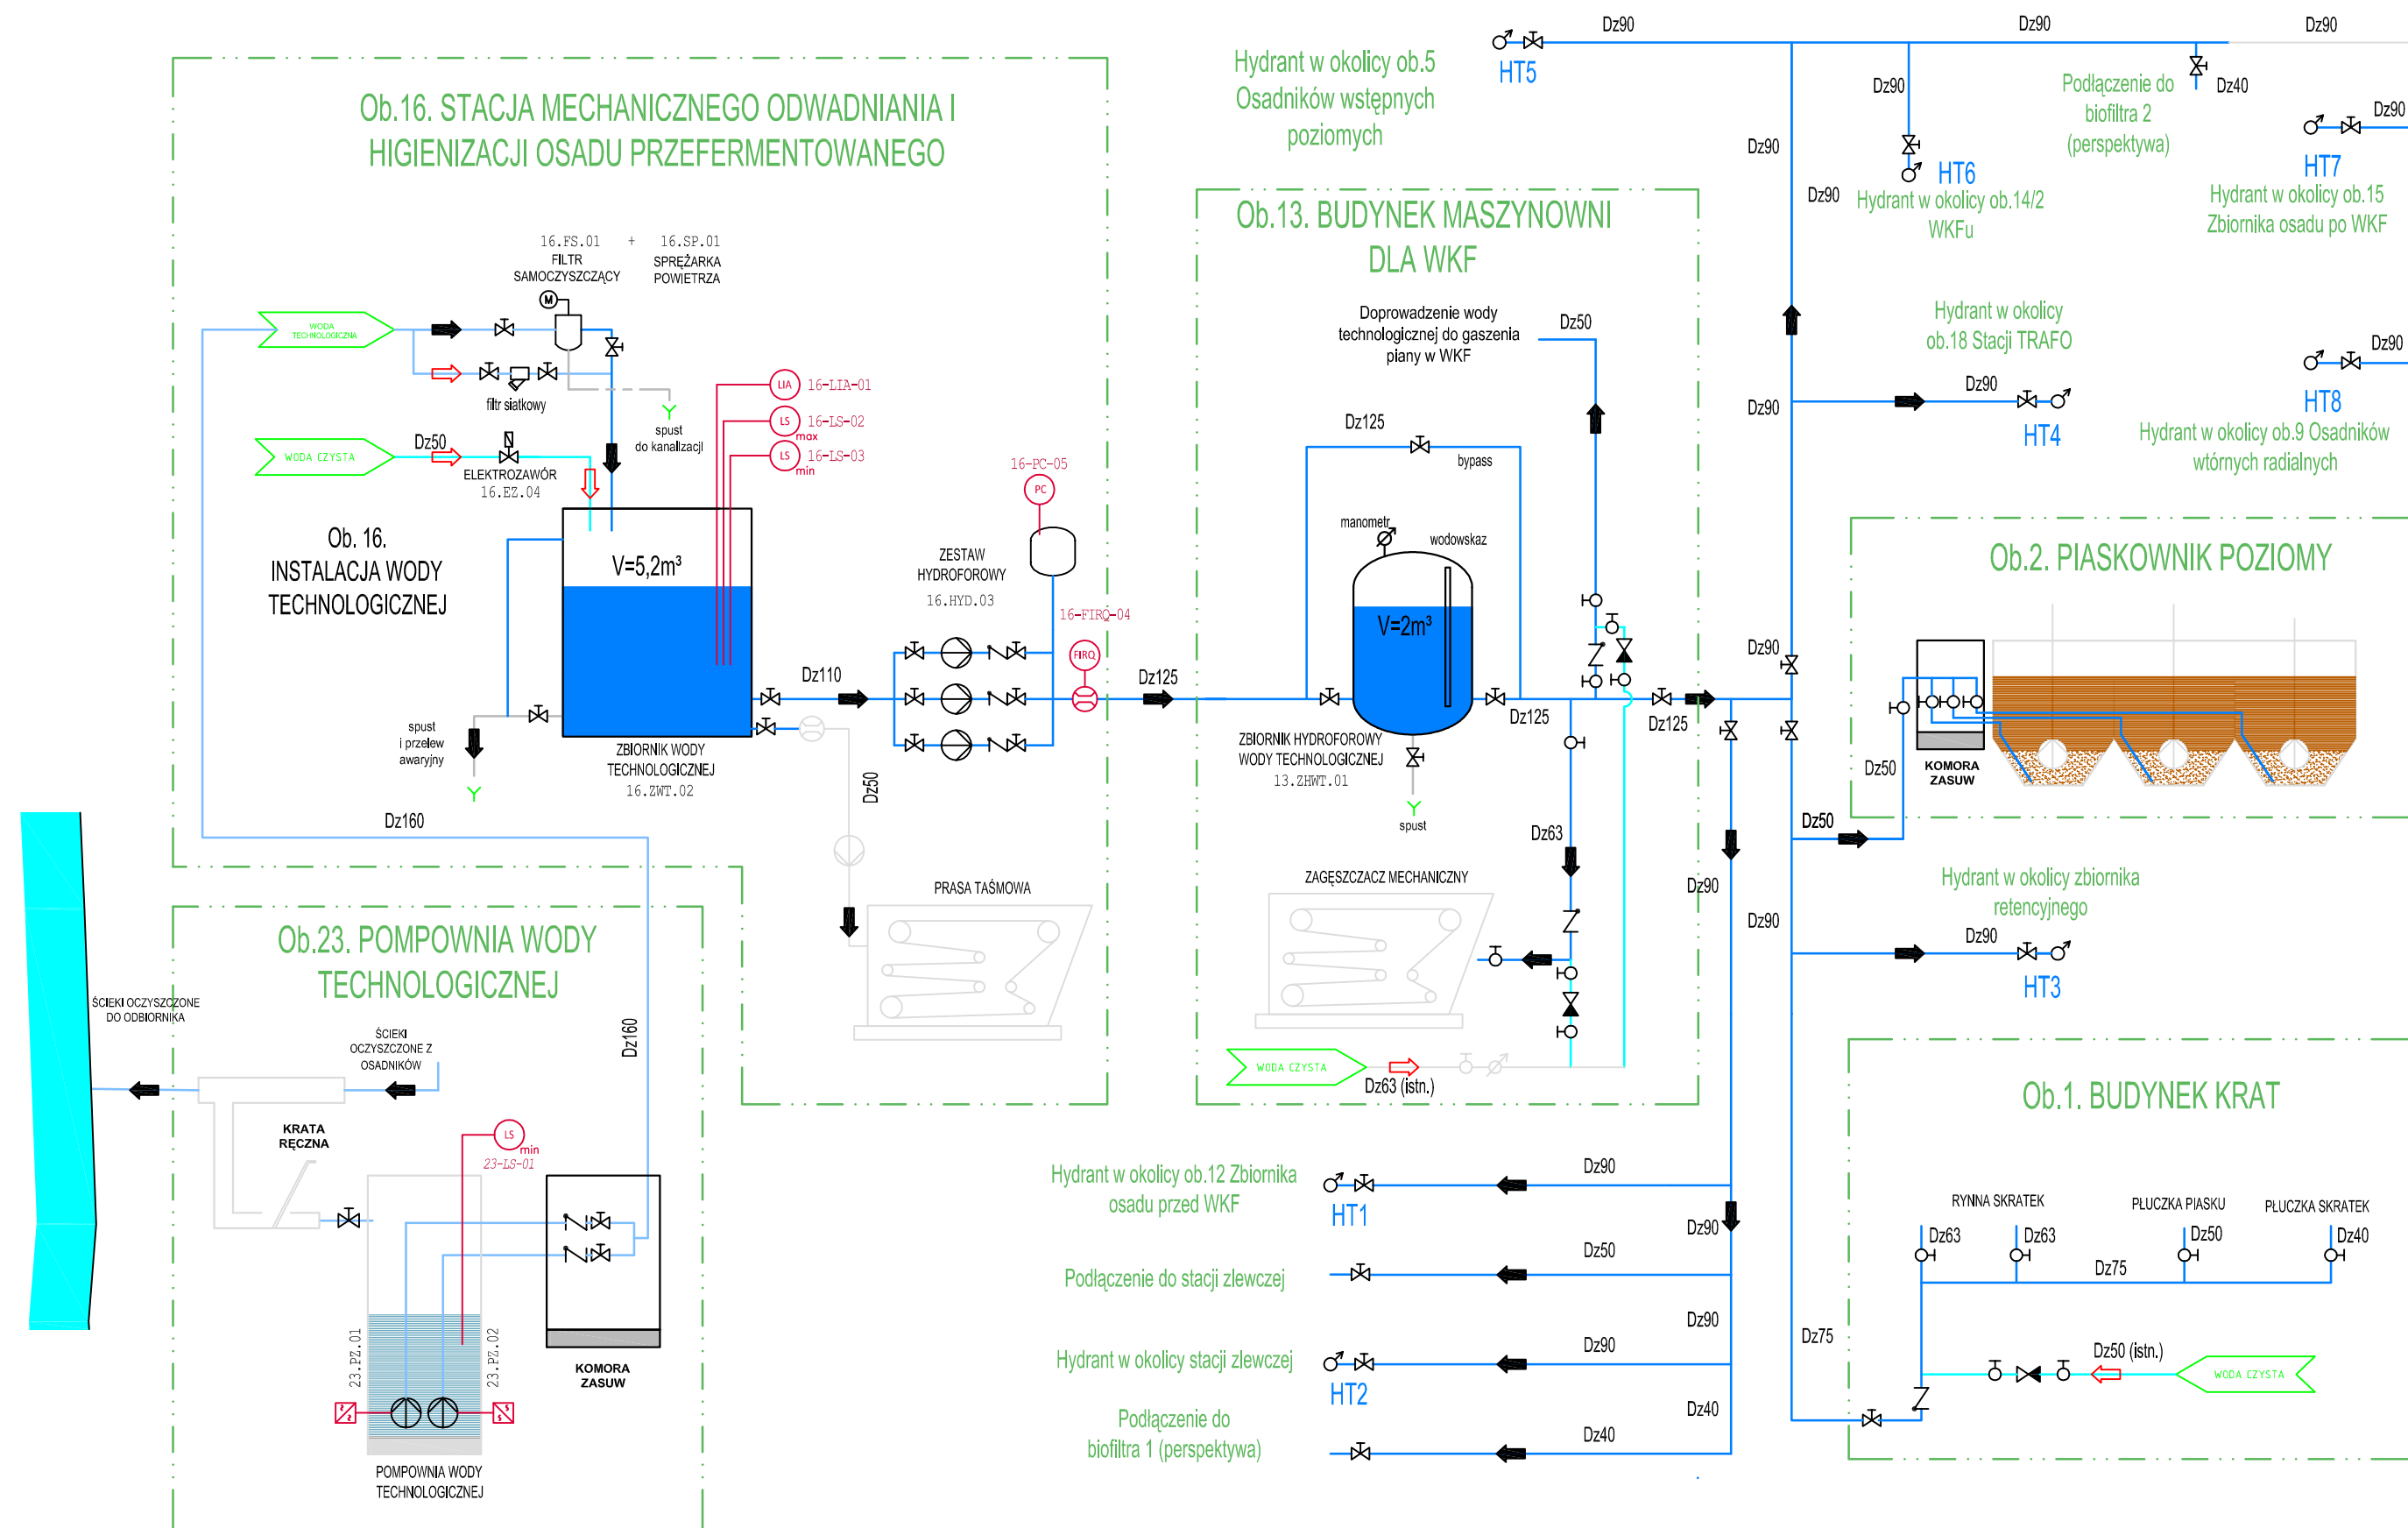 Ob.16. STACJA MECHANICZNEGO ODWADNIANIA I
HIGIENIZACJI OSADU PRZEFERMENTOWANEGO
16.FS.01 + 16.SP.01
FILTR
SAMOCZYSZCZĄCY
SPRĘŻARKA
POWIETRZA
M
WODA
TECHNOLOGICZNA
filtr siatkowy
spust
do kanalizacji
WODA CZYSTA
Dz50
ELEKTROZAWÓR
16.EZ.04
LIA
16-LIA-01
LS
max
16-LS-02
LS
min
16-LS-03
Ob. 16.
INSTALACJA WODY
TECHNOLOGICZNEJ
V=5,2m³
ZESTAW
HYDROFOROWY
16.HYD.03
16-PC-05
PC
16-FIRQ-04
FIRQ
Dz110
Dz125
spust
i przelew
awaryjny
ZBIORNIK WODY
TECHNOLOGICZNEJ
16.ZWT.02
Dz50
Dz160
PRASA TAŚMOWA
Ob.23. POMPOWNIA WODY
TECHNOLOGICZNEJ
ŚCIEKI OCZYSZCZONE
DO ODBIORNIKA
ŚCIEKI
OCZYSZCZONE Z
OSADNIKÓW
Dz160
KRATA
RĘCZNA
LS
min
23-LS-01
23.PZ.01
23.PZ.02
KOMORA
ZASUW
POMPOWNIA WODY
TECHNOLOGICZNEJ
Ob.13. BUDYNEK MASZYNOWNI
DLA WKF
Doprowadzenie wody
technologicznej do gaszenia
piany w WKF
Dz50
Dz125
bypass
manometr
wodowskaz
V=2m³
Dz125
Dz125
ZBIORNIK HYDROFOROWY
WODY TECHNOLOGICZNEJ
13.ZHWT.01
spust
Dz63
ZAGĘSZCZACZ MECHANICZNY
WODA CZYSTA
Dz63 (istn.)
Hydrant w okolicy ob.5
Osadników wstępnych
poziomych
HT5
Dz90
Dz90
Dz90
Dz90
HT6
Hydrant w okolicy ob.14/2
WKFu
Podłączenie do
biofiltra 2
(perspektywa)
Dz40
Dz90
HT7
Hydrant w okolicy ob.15
Zbiornika osadu po WKF
Dz90
Dz90
Hydrant w okolicy
ob.18 Stacji TRAFO
Dz90
HT4
Dz90
Dz90
HT8
Hydrant w okolicy ob.9 Osadników
wtórnych radialnych
Ob.2. PIASKOWNIK POZIOMY
Dz90
Dz50
KOMORA
ZASUW
Dz50
Dz90
Dz90
Hydrant w okolicy zbiornika
retencyjnego
Dz90
HT3
Ob.1. BUDYNEK KRAT
RYNNA SKRATEK
PŁUCZKA PIASKU
PŁUCZKA SKRATEK
Dz63
Dz63
Dz50
Dz40
Dz75
Dz75
Dz50 (istn.)
WODA CZYSTA
Hydrant w okolicy ob.12 Zbiornika
osadu przed WKF
HT1
Dz90
Dz90
Podłączenie do stacji zlewczej
Dz50
Dz90
Hydrant w okolicy stacji zlewczej
HT2
Dz90
Dz40
Podłączenie do
biofiltra 1 (perspektywa)
Dz40